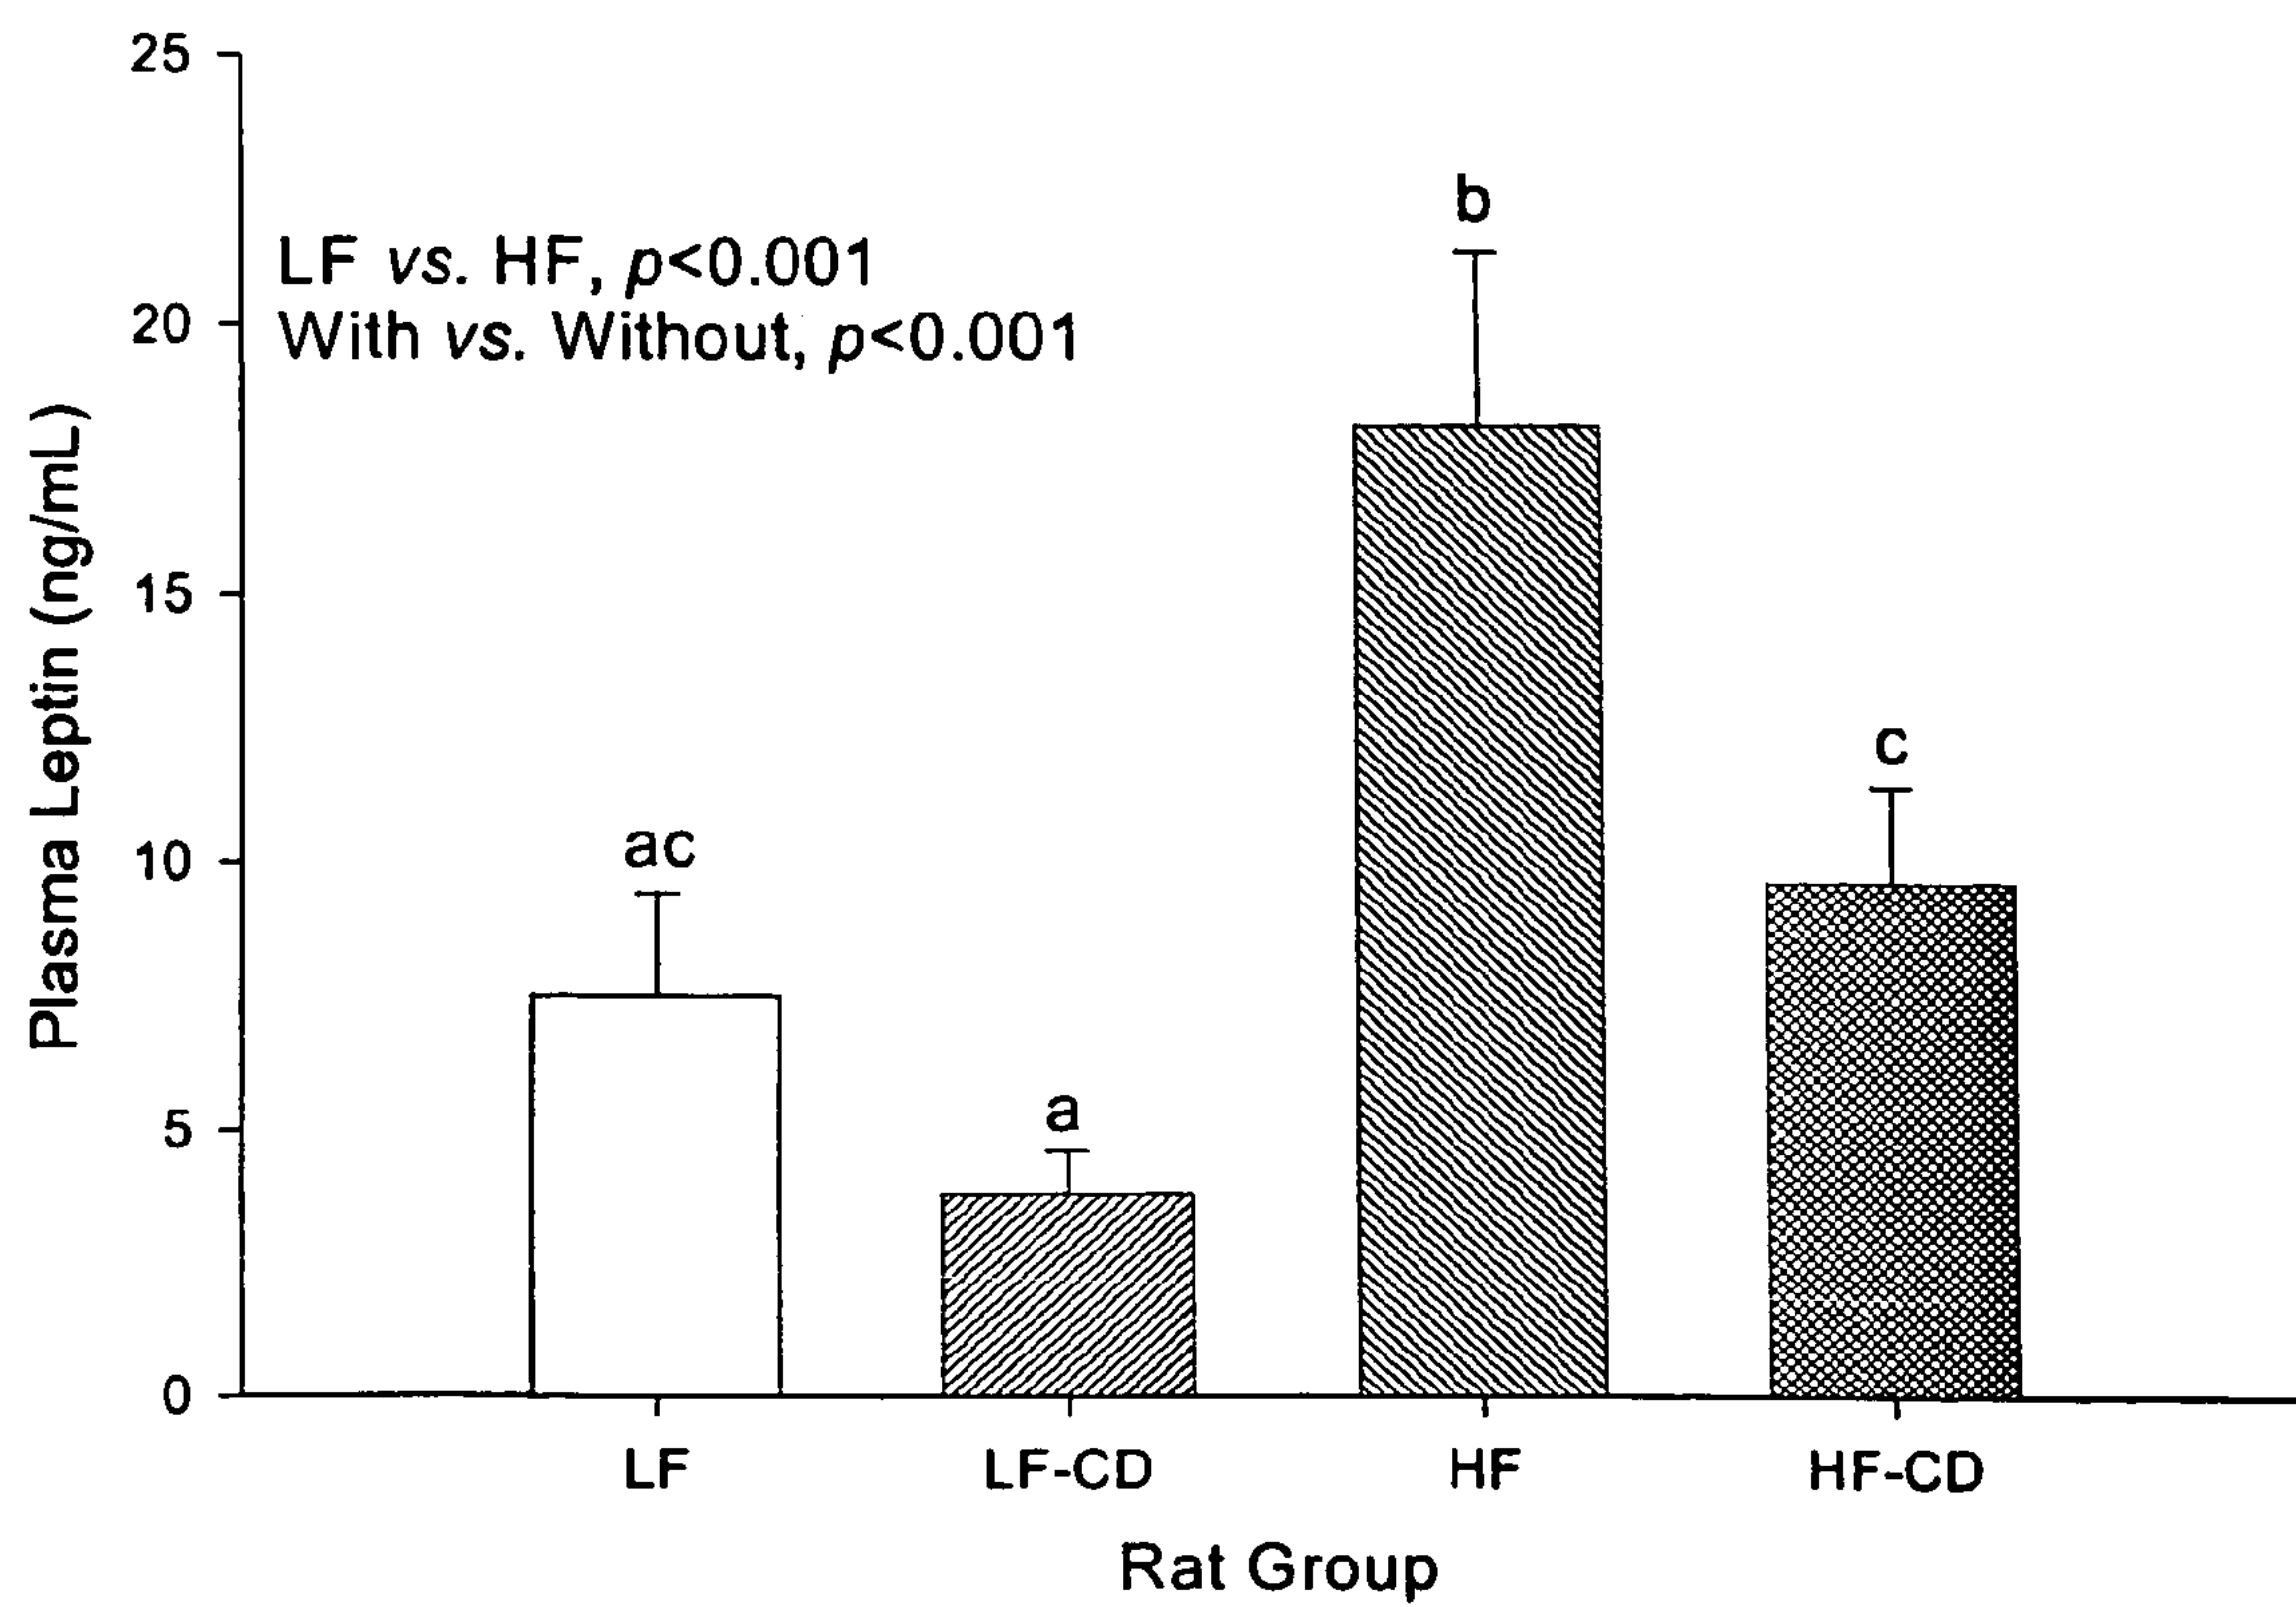 25
20
15
10
5
0
Plasma Leptin (ng/mL)
LF vs. HF, p<0.001
With vs. Without, p<0.001
ac
a
b
c
LF
LF-CD
HF
HF-CD
Rat Group